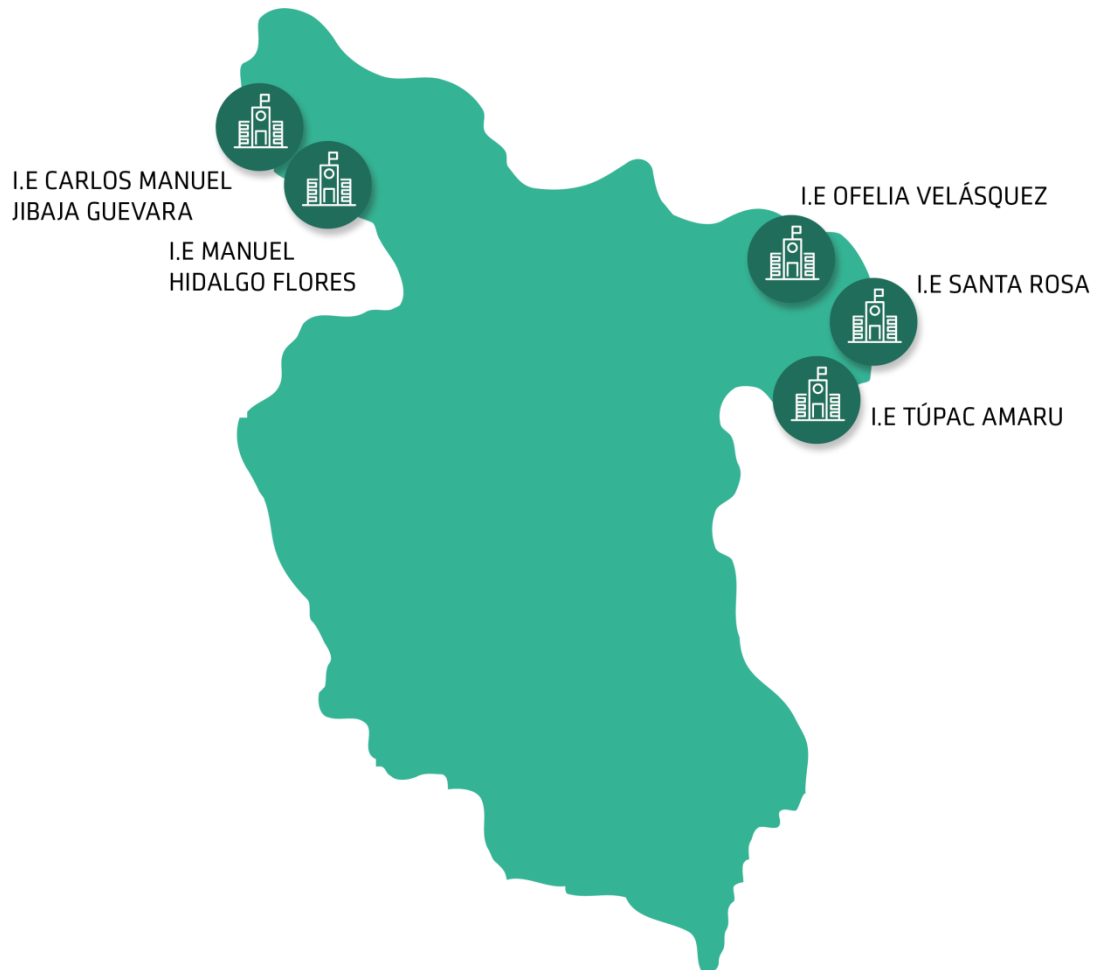 I.E CARLOS MANUEL
JIBAJA GUEVARA
I.E MANUEL
HIDALGO FLORES
I.E OFELIA VELÁSQUEZ
I.E SANTA ROSA
I.E TÚPAC AMARU